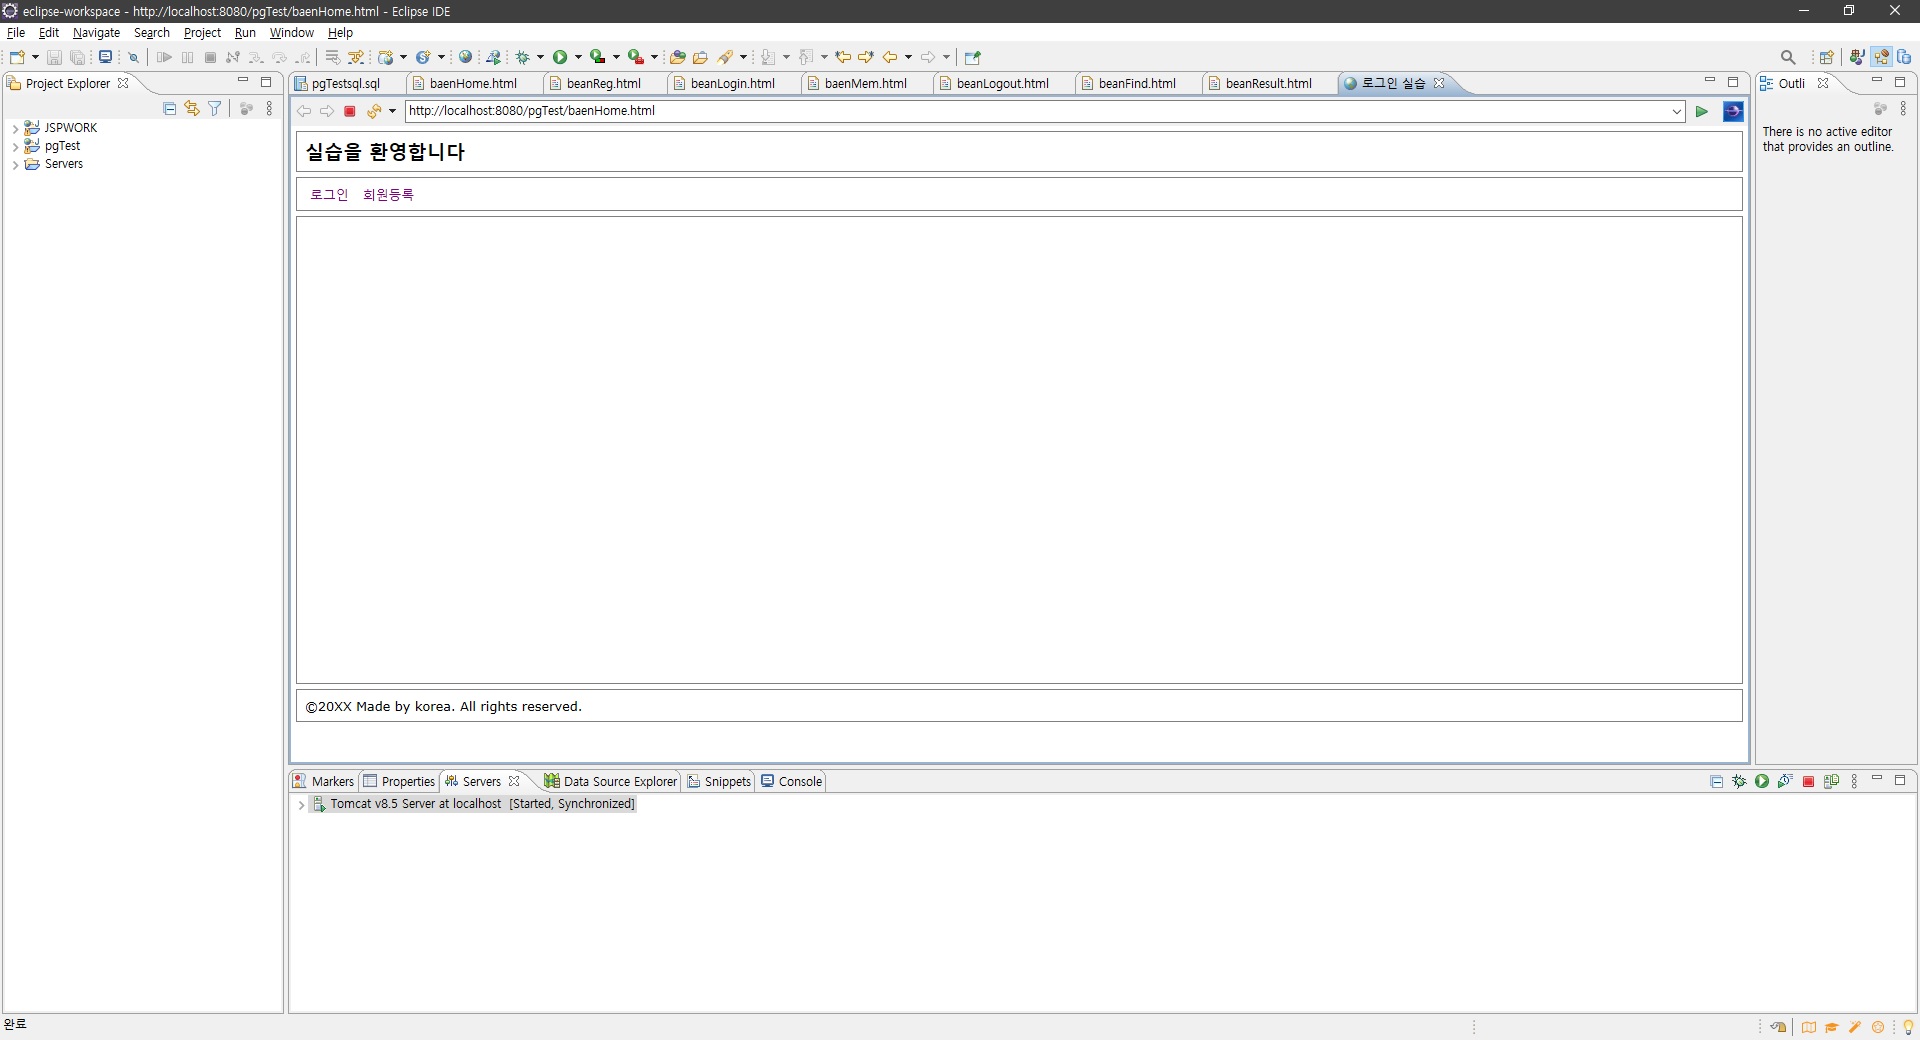 eclipse-workspace - http://localhost:8080/pgTest/baenHome.html - Eclipse IDE
File Edit Navigate Search Project Run Window Help
Project Explorer
JSPWORK
pgTest
Servers
pgTestsql.sql baenHome.html beanReg.html beanLogin.html baenMem.html beanLogout.html beanFind.html beanResult.html 로그인 실습
http://localhost:8080/pgTest/baenHome.html
실습을 환영합니다
로그인 회원등록
©20XX Made by korea. All rights reserved.
Outli
There is no active editor
that provides an outline.
Markers Properties Servers Data Source Explorer Snippets Console
Tomcat v8.5 Server at localhost [Started, Synchronized]
완료